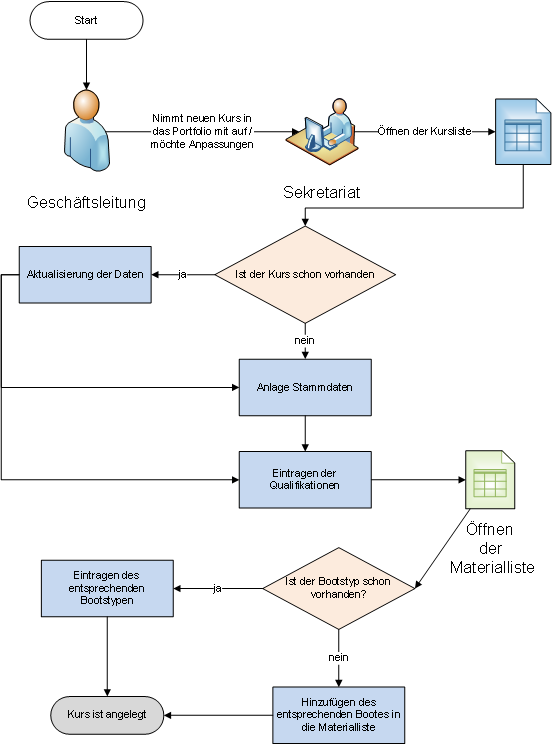 Start
Nimmt neuen Kurs in
das Portfolio mit auf /
möchte Anpassungen
Öffnen der Kursliste
Geschäftsleitung
Sekretariat
Aktualisierung der Daten
ja
Ist der Kurs schon vorhanden
nein
Anlage Stammdaten
Eintragen der
Qualifikationen
Öffnen
der
Materialliste
Eintragen des
entsprechenden
Bootstypen
ja
Ist der Bootstyp schon
vorhanden?
nein
Kurs ist angelegt
Hinzufügen des
entsprechenden Bootes in
die Materialliste